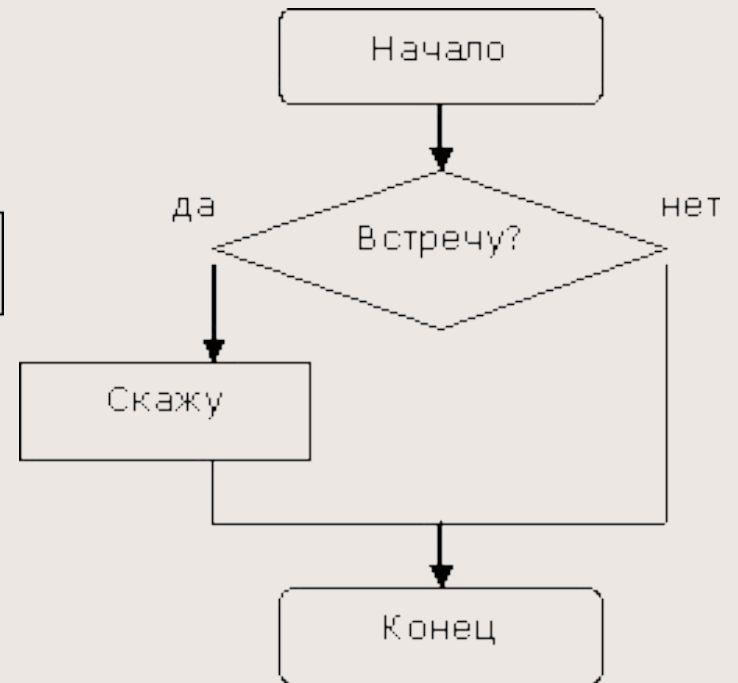 Начало
да
нет
Встречу?
Скажу
Конец